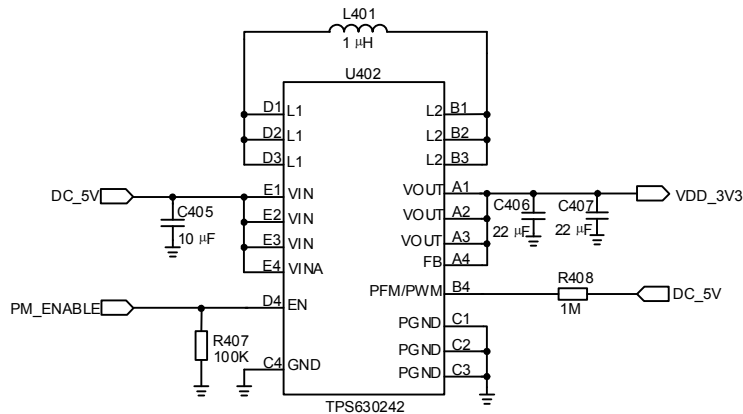 L401
1 μH
U402
D1 L1 L2 B1
D2 L1 L2 B2
D3 L1 L2 B3
DC_5V E1 VIN VOUT A1 VDD_3V3
C405 10 μF
C406 22 μF
C407 22 μF
E2 VIN VOUT A2
E3 VIN VOUT A3
E4 VINA FB A4
PM_ENABLE D4 EN PFM/PWM B4 R408 1M DC_5V
R407 100K
PGND C1
C4 GND PGND C2
PGND C3
TPS630242